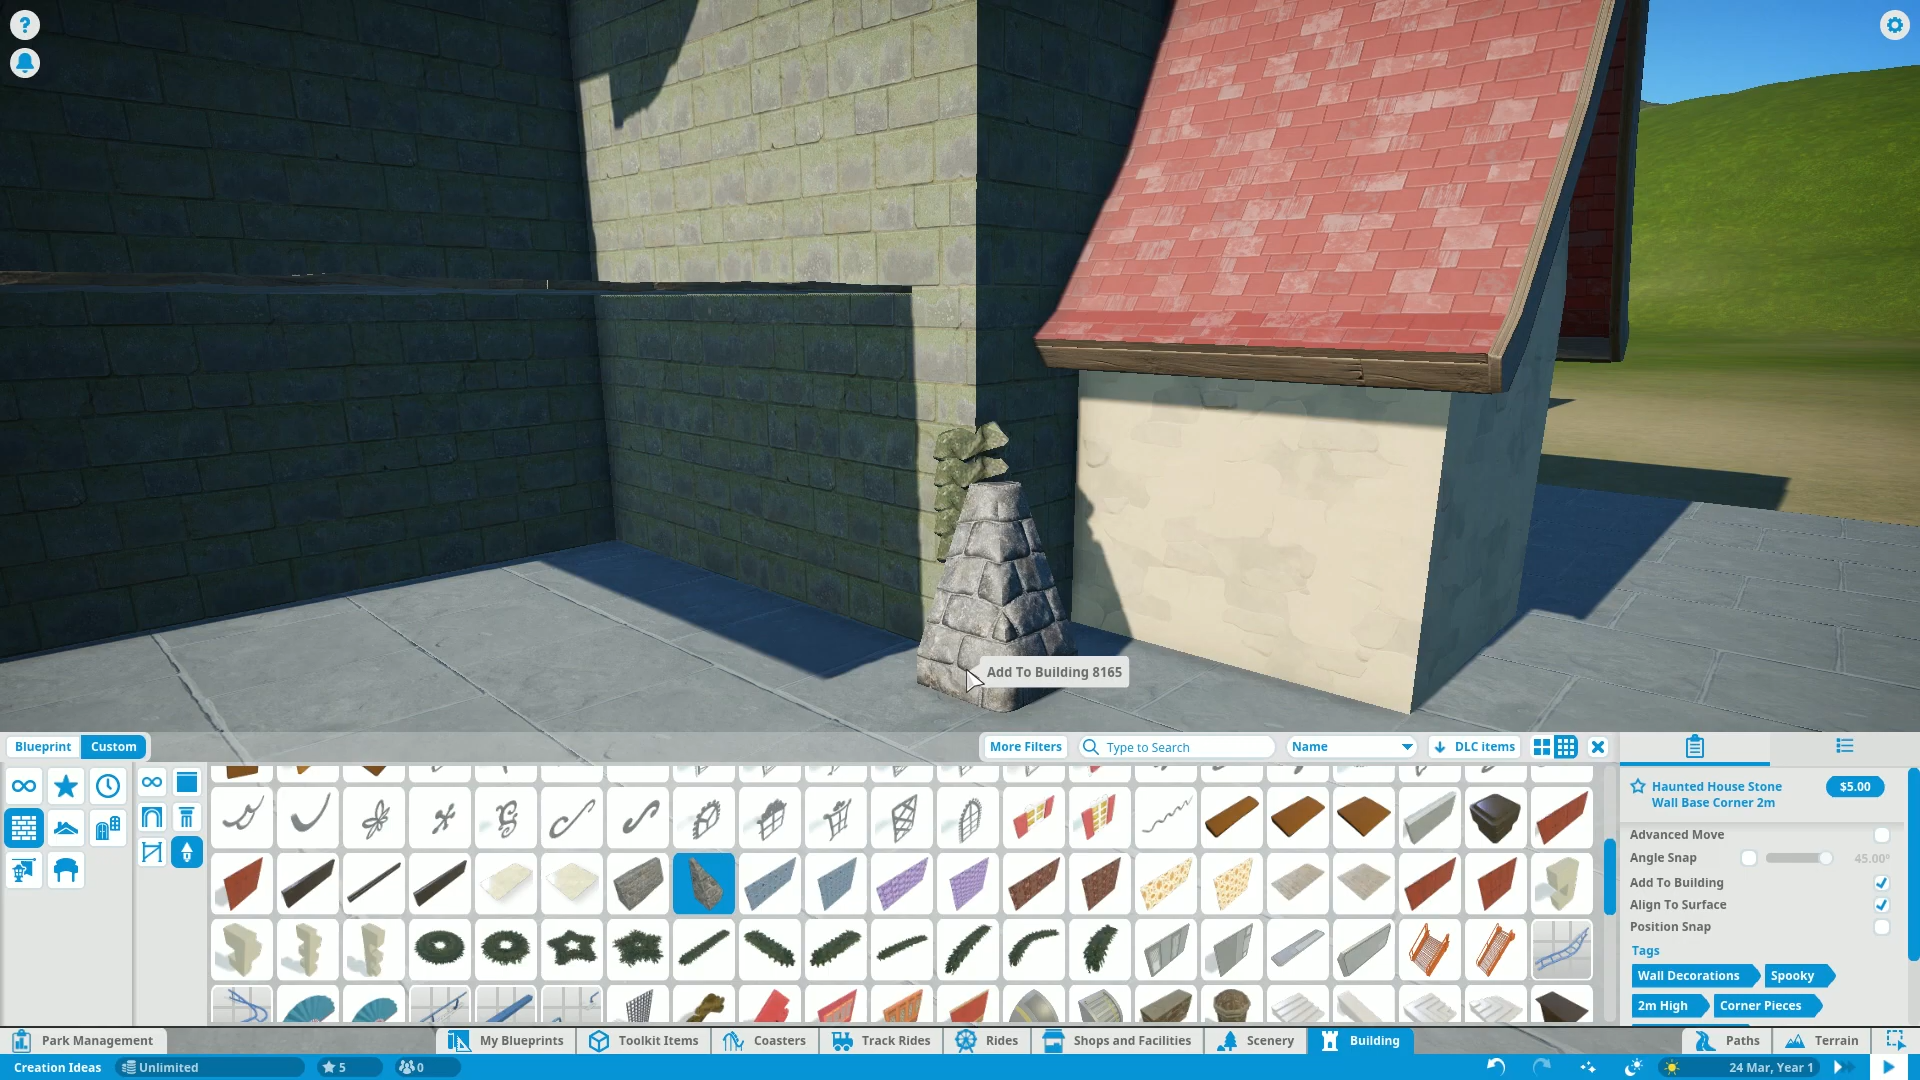 Add To Building 8165
Blueprint
Custom
More Filters
Type to Search
Name
DLC items
Haunted House Stone
Wall Base Corner 2m
$5.00
Advanced Move
Angle Snap
45.00°
Add To Building
Align To Surface
Position Snap
Tags
Wall Decorations
Spooky
2m High
Corner Pieces
Park Management
My Blueprints
Toolkit Items
Coasters
Track Rides
Rides
Shops and Facilities
Scenery
Building
Paths
Terrain
Creation Ideas
Unlimited
5
0
24 Mar, Year 1